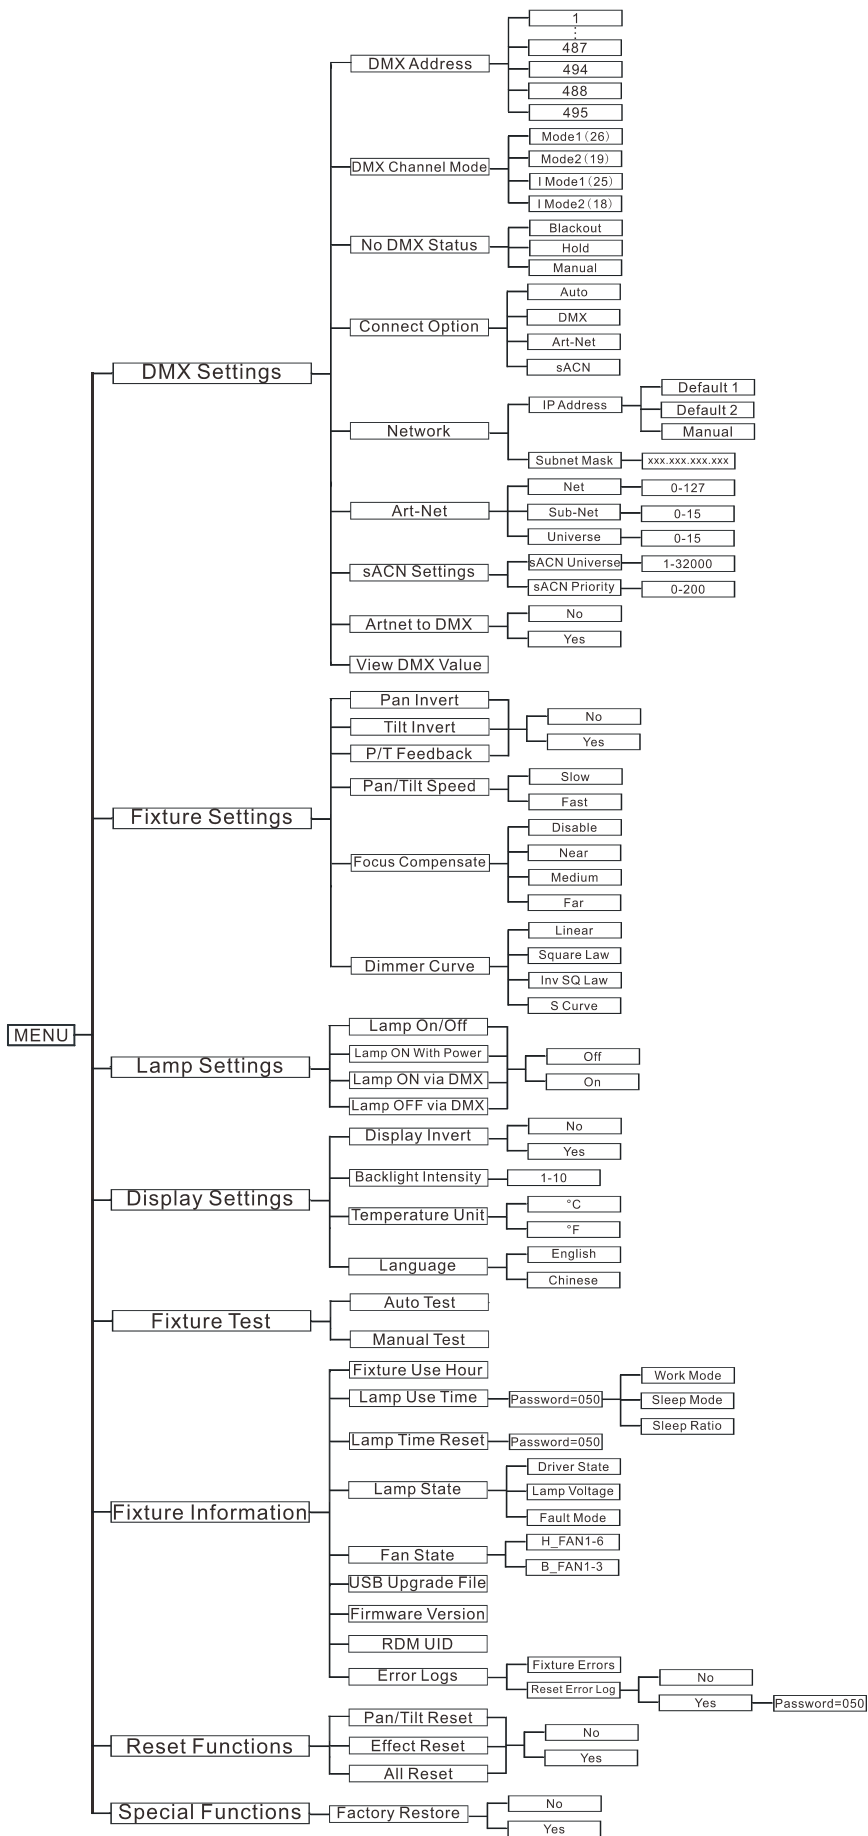 MENU
DMX Settings
DMX Address
1
487
494
488
495
DMX Channel Mode
Mode1(26)
Mode2(19)
I Mode1(25)
I Mode2(18)
No DMX Status
Blackout
Hold
Manual
Connect Option
Auto
DMX
Art-Net
sACN
Network
IP Address
Default 1
Default 2
Manual
Subnet Mask
xxx.xxx.xxx.xxx
Art-Net
Net
0-127
Sub-Net
0-15
Universe
0-15
sACN Settings
sACN Universe
1-32000
sACN Priority
0-200
Artnet to DMX
No
Yes
View DMX Value
Fixture Settings
Pan Invert
Tilt Invert
P/T Feedback
No
Yes
Pan/Tilt Speed
Slow
Fast
Focus Compensate
Disable
Near
Medium
Far
Dimmer Curve
Linear
Square Law
Inv SQ Law
S Curve
Lamp Settings
Lamp On/Off
Lamp ON With Power
Lamp ON via DMX
Lamp OFF via DMX
Off
On
Display Settings
Display Invert
No
Yes
Backlight Intensity
1-10
Temperature Unit
°C
°F
Language
English
Chinese
Fixture Test
Auto Test
Manual Test
Fixture Information
Fixture Use Hour
Lamp Use Time
Password=050
Work Mode
Sleep Mode
Sleep Ratio
Lamp Time Reset
Password=050
Lamp State
Driver State
Lamp Voltage
Fault Mode
Fan State
H_FAN1-6
B_FAN1-3
USB Upgrade File
Firmware Version
RDM UID
Error Logs
Fixture Errors
Reset Error Log
No
Yes
Password=050
Reset Functions
Pan/Tilt Reset
Effect Reset
All Reset
No
Yes
Special Functions
Factory Restore
No
Yes